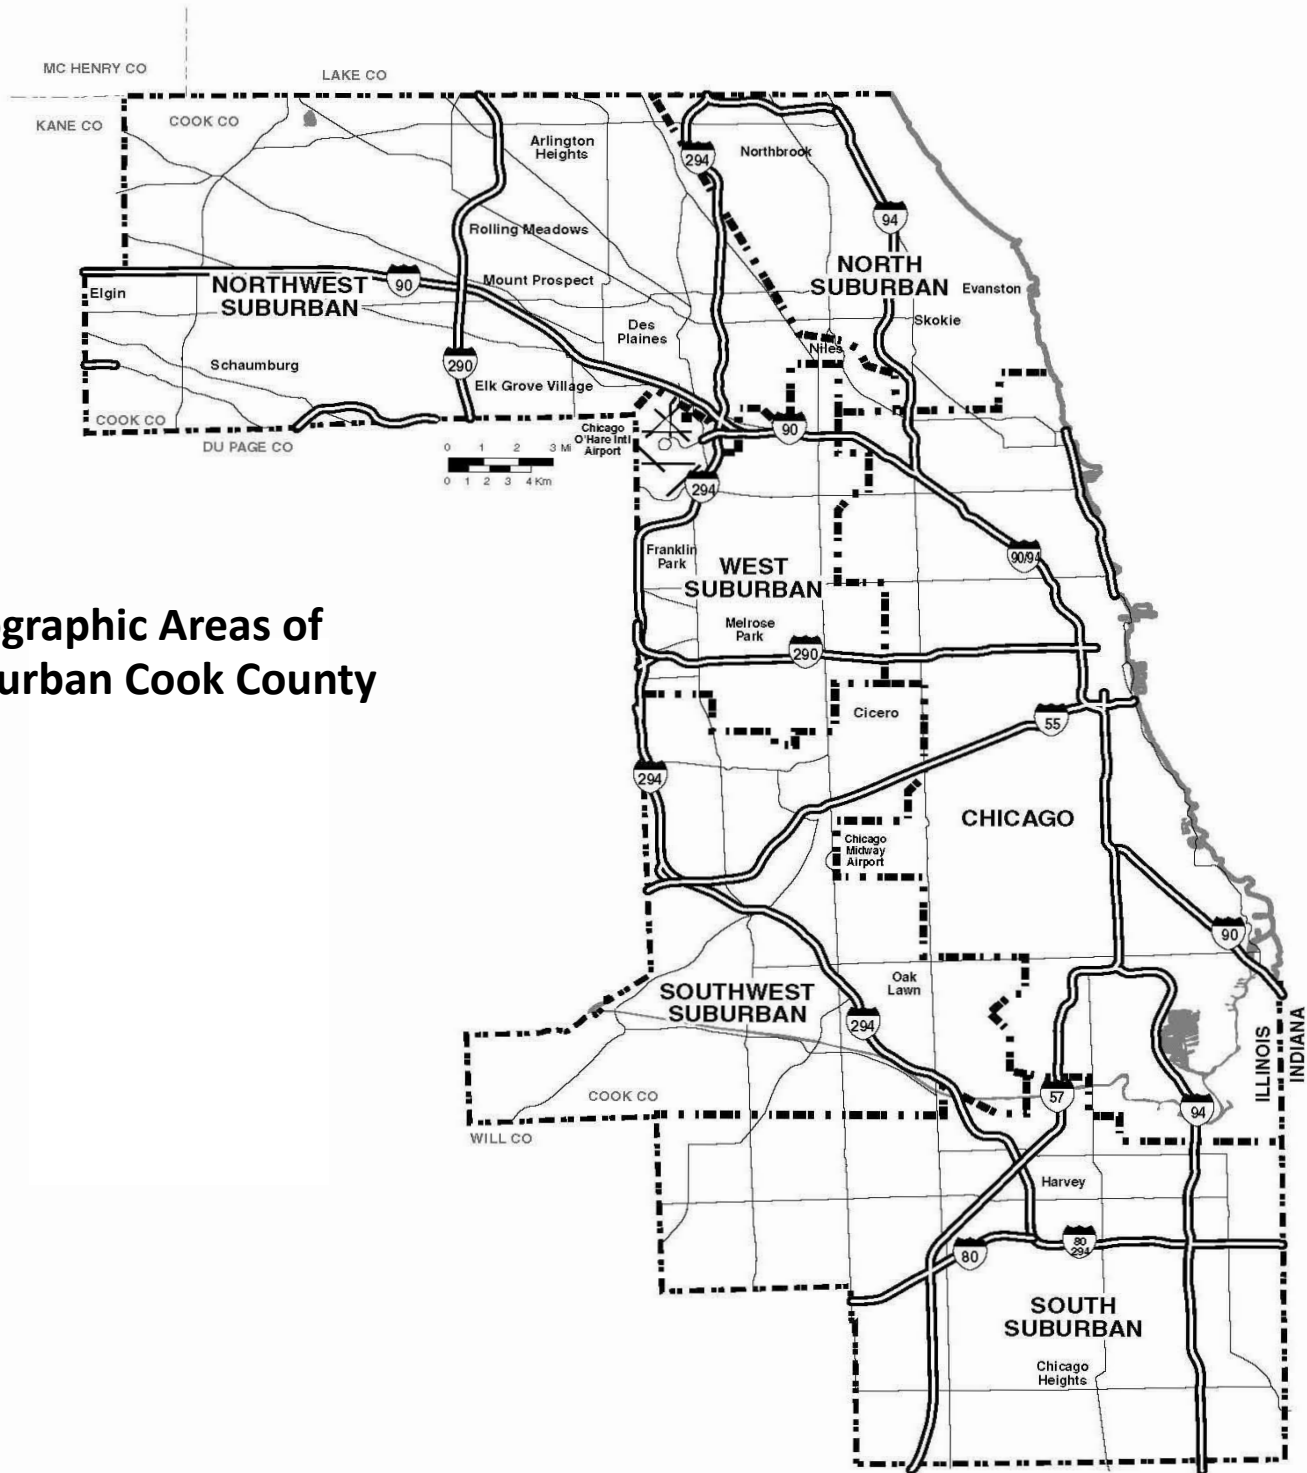 MC HENRY CO
LAKE CO
KANE CO
COOK CO
Arlington
Heights
294
Northbrook
94
Rolling Meadows
NORTHWEST
SUBURBAN
90
Mount Prospect
NORTH
SUBURBAN
Evanston
Elgin
Skokie
Des
Plaines
Niles
Schaumburg
290
Elk Grove Village
COOK CO
DU PAGE CO
Chicago
O'Hare Intl
Airport
90
0 1 2 3 Mi
0 1 2 3 4 Km
294
Franklin
Park
WEST
SUBURBAN
90/94
ographic Areas of
urban Cook County
Melrose
Park
290
Cicero
55
294
CHICAGO
Chicago
Midway
Airport
90
Oak
Lawn
SOUTHWEST
SUBURBAN
294
ILLINOIS
INDIANA
COOK CO
57
94
WILL CO
Harvey
80
80
294
SOUTH
SUBURBAN
Chicago
Heights